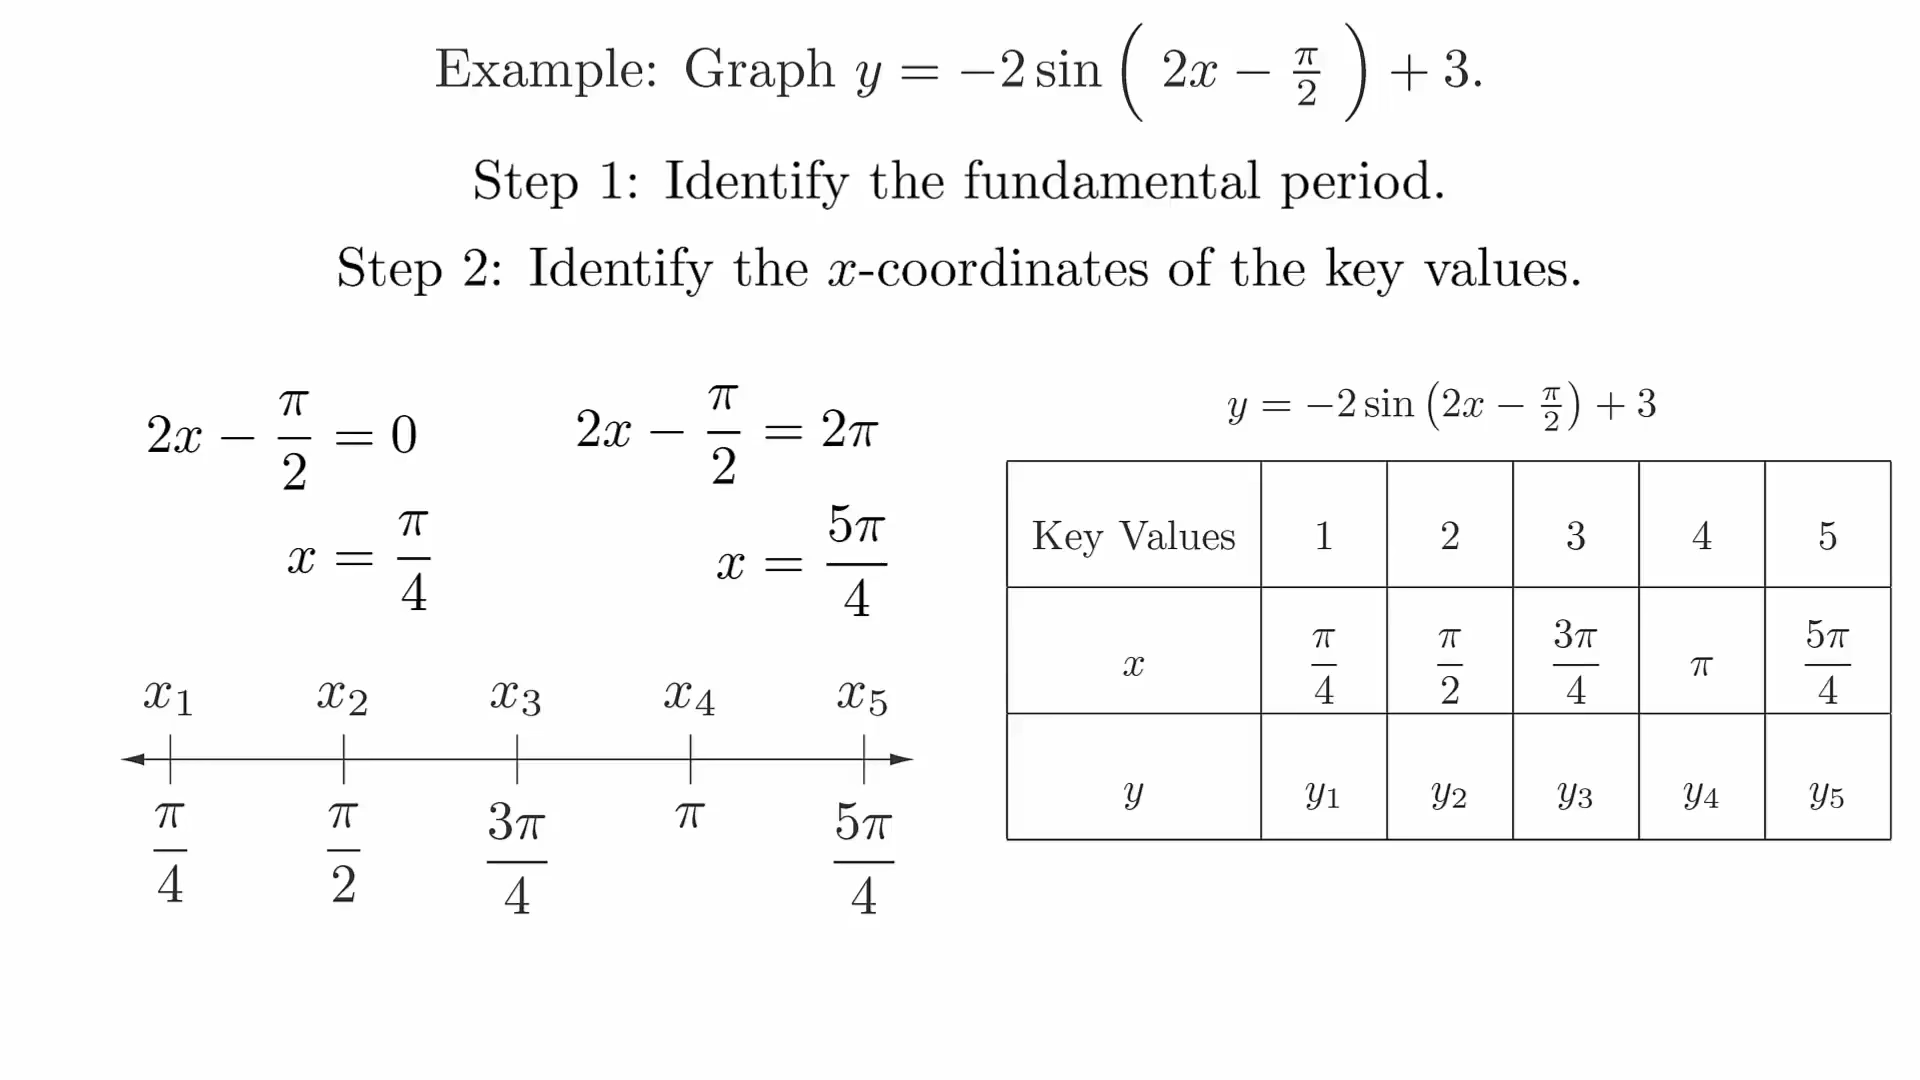 Example: Graph y = −2 sin ( 2x − π/2 ) + 3.
Step 1: Identify the fundamental period.
Step 2: Identify the x-coordinates of the key values.
2x − π/2 = 0
x = π/4
2x − π/2 = 2π
x = 5π/4
x₁ x₂ x₃ x₄ x₅
π/4 π/2 3π/4 π 5π/4
y = −2 sin (2x − π/2) + 3
Key Values 1 2 3 4 5
x π/4 π/2 3π/4 π 5π/4
y y₁ y₂ y₃ y₄ y₅